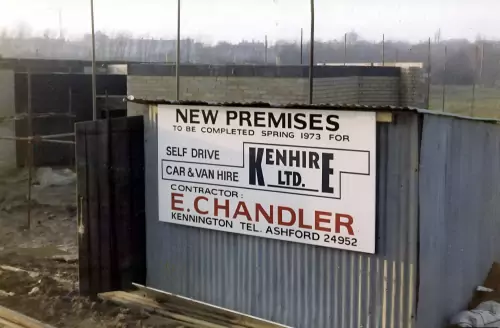 NEW PREMISES
TO BE COMPLETED SPRING 1973 FOR
SELF DRIVE
CAR & VAN HIRE
KENHIRE
LTD.
CONTRACTOR:
E. CHANDLER
KENNINGTON TEL. ASHFORD 24952